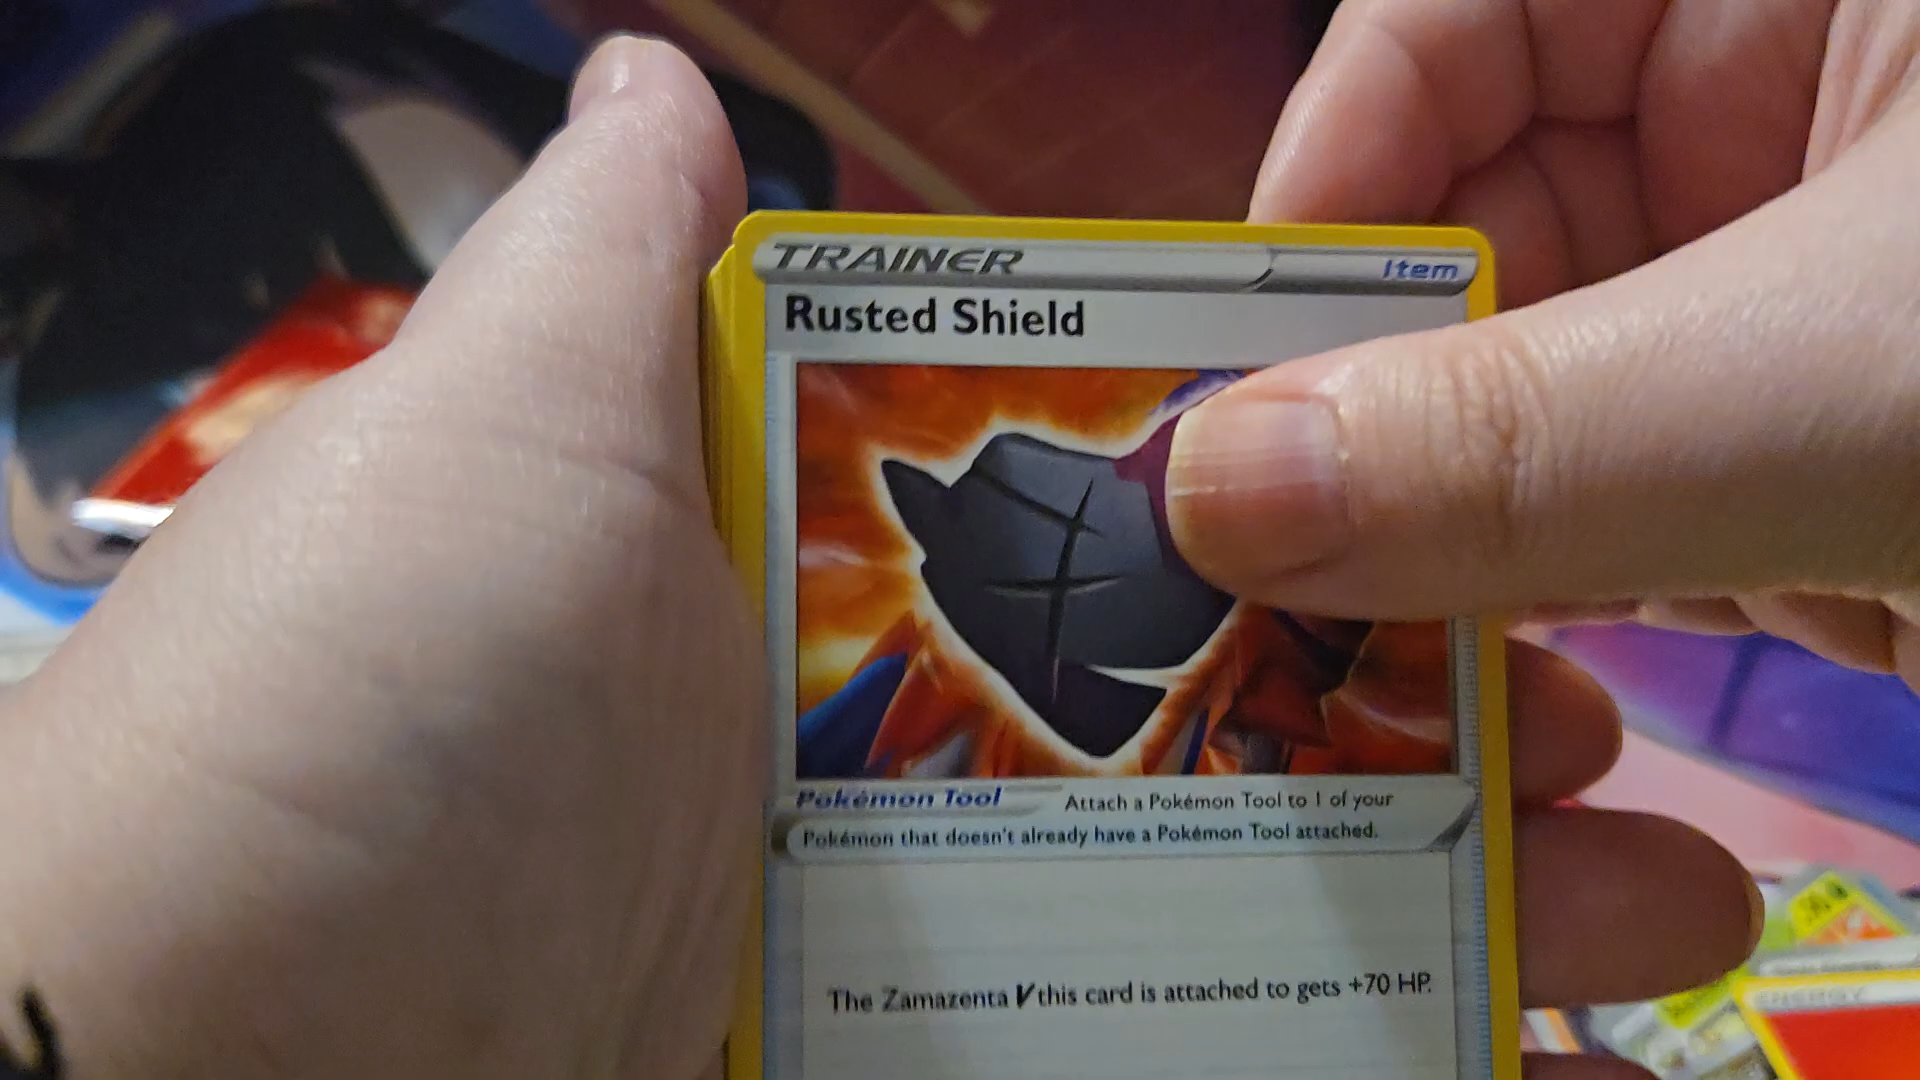 TRAINER Item
Rusted Shield
Pokémon Tool Attach a Pokémon Tool to 1 of your
Pokémon that doesn't already have a Pokémon Tool attached.
The Zamazenta V this card is attached to gets +70 HP.
ENERGY